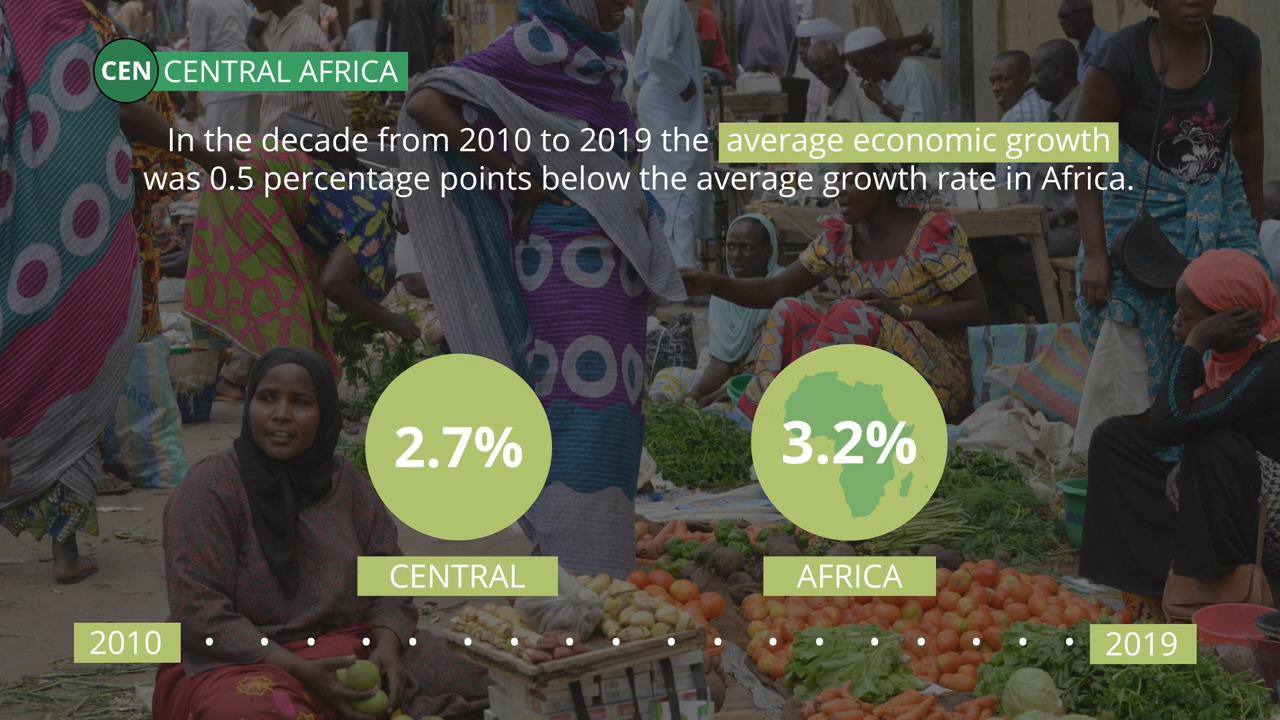 CEN CENTRAL AFRICA
In the decade from 2010 to 2019 the average economic growth
was 0.5 percentage points below the average growth rate in Africa.
2.7%
3.2%
CENTRAL
AFRICA
2010
2019